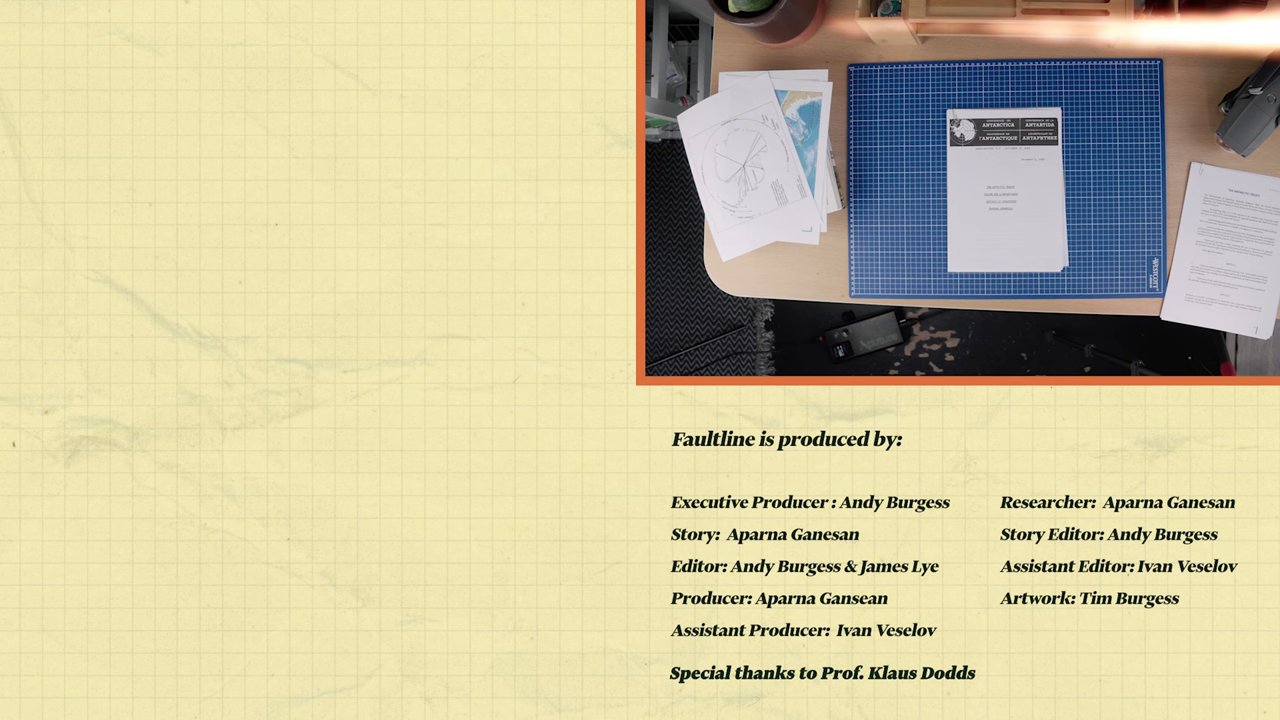 ANTARCTICA
ANTARTIDA
L'ANTARCTIQUE
WESTCOTT
Faultline is produced by:
Executive Producer : Andy Burgess
Story: Aparna Ganesan
Editor: Andy Burgess & James Lye
Producer: Aparna Gansean
Assistant Producer: Ivan Veselov
Researcher: Aparna Ganesan
Story Editor: Andy Burgess
Assistant Editor: Ivan Veselov
Artwork: Tim Burgess
Special thanks to Prof. Klaus Dodds